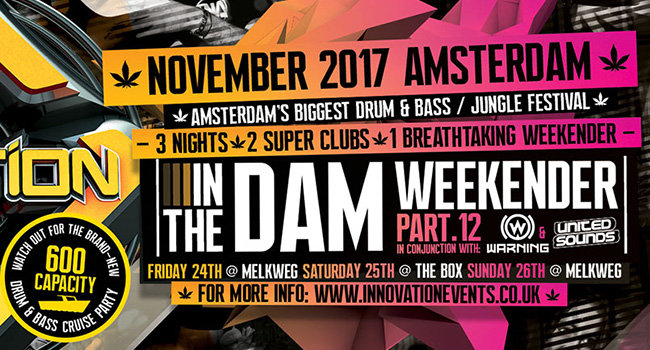 NOVEMBER 2017 AMSTERDAM
AMSTERDAM'S BIGGEST DRUM & BASS / JUNGLE FESTIVAL
– 3 NIGHTS 2 SUPER CLUBS 1 BREATHTAKING WEEKENDER –
TION
IN THE DAM WEEKENDER
PART.12
IN CONJUNCTION WITH:
W WARNING & UNITED SOUNDS
FRIDAY 24TH @ MELKWEG SATURDAY 25TH @ THE BOX SUNDAY 26TH @ MELKWEG
FOR MORE INFO: WWW.INNOVATIONEVENTS.CO.UK
WATCH OUT FOR THE BRAND-NEW
600
CAPACITY
DRUM & BASS CRUISE PARTY